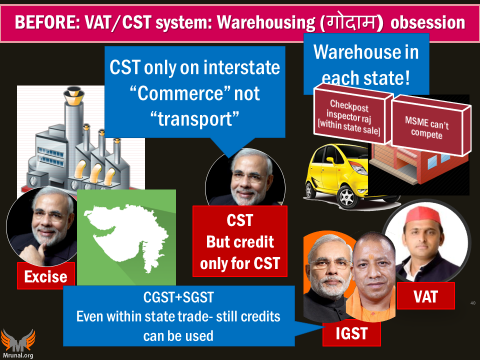 BEFORE: VAT/CST system: Warehousing (गोदाम) obsession
CST only on interstate
“Commerce” not
“transport”
Warehouse in
each state!
Checkpost
inspector raj
[within state sale]
MSME can't
compete
Excise
CST
But credit
only for CST
VAT
IGST
CGST+SGST
Even within state trade- still credits
can be used
Mrunal.org
40